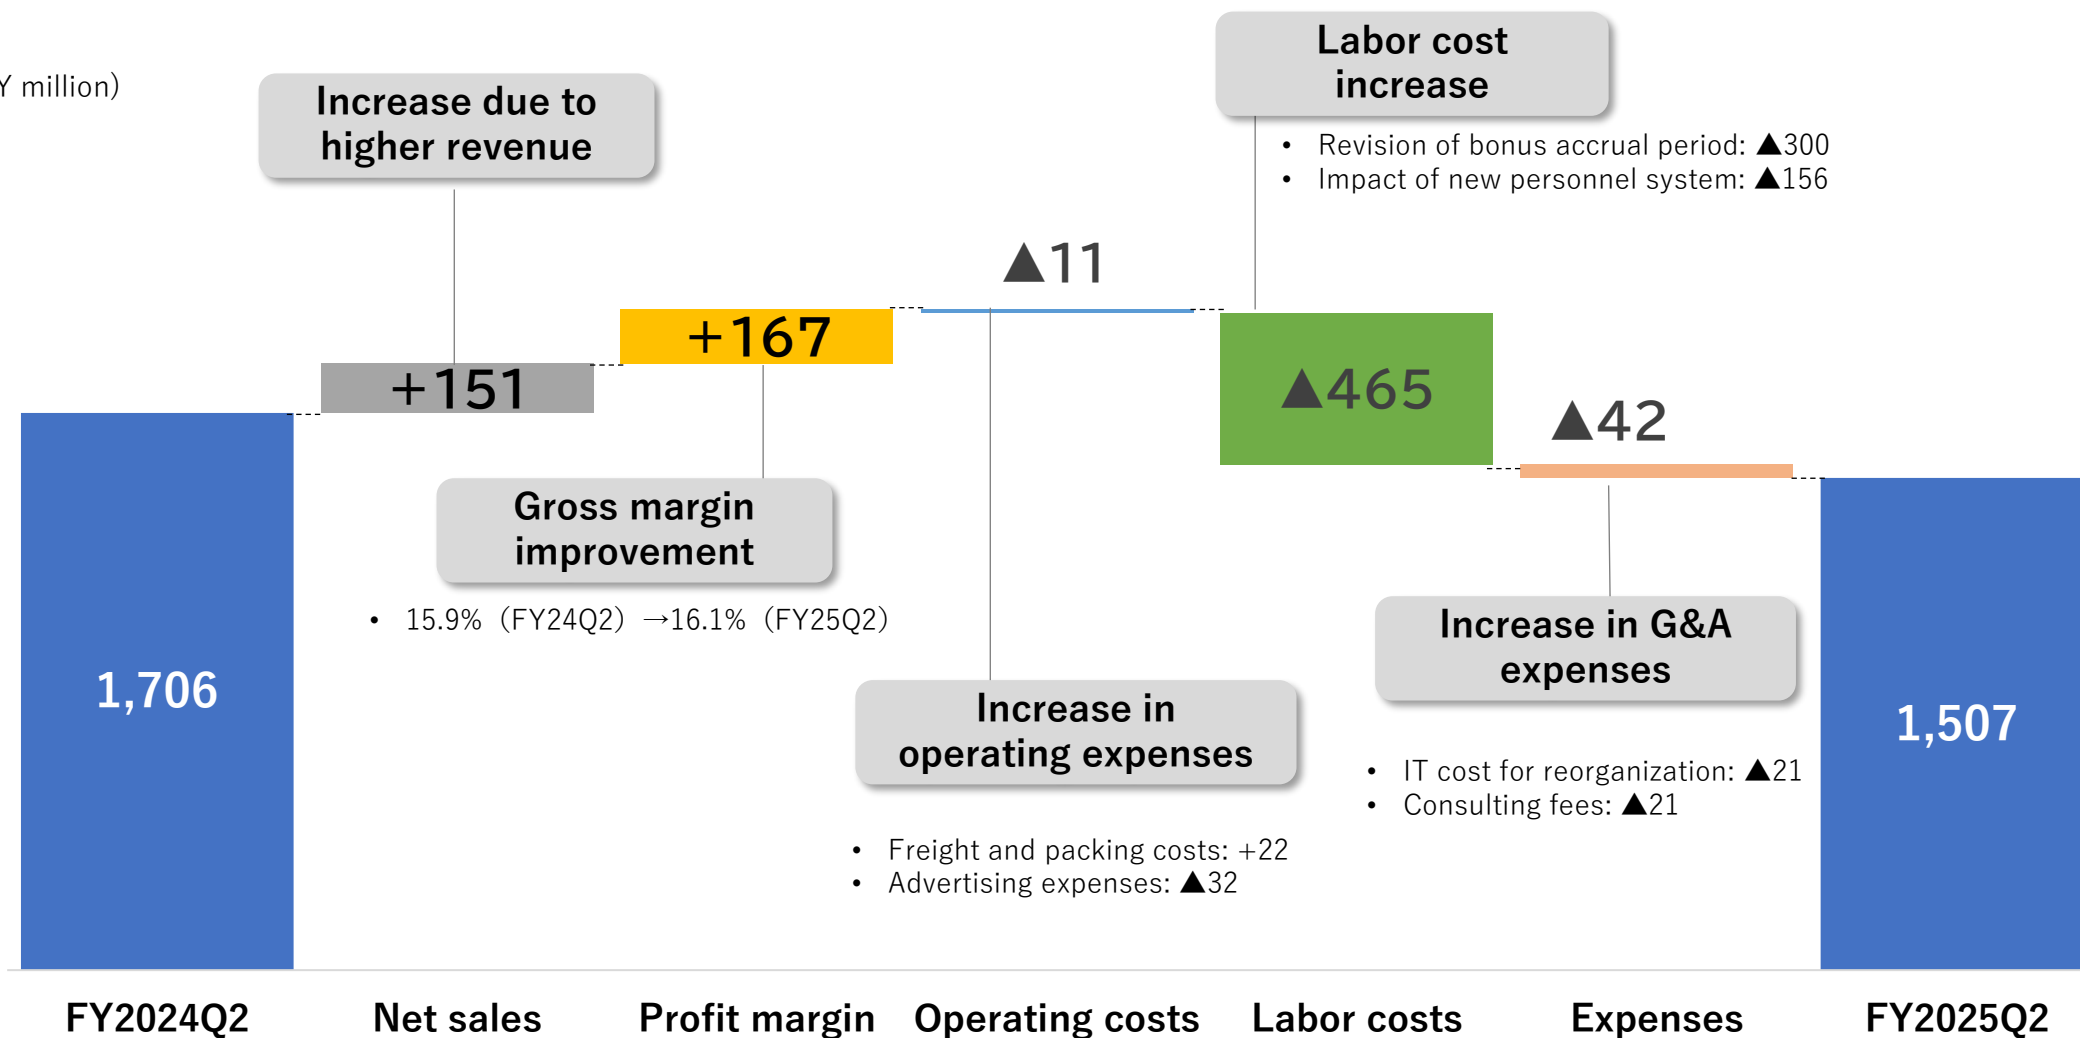 Y million)
Increase due to
higher revenue
Labor cost
increase
• Revision of bonus accrual period: ▲300
• Impact of new personnel system: ▲156
+151
+167
▲11
▲465
▲42
Gross margin
improvement
• 15.9% (FY24Q2) →16.1% (FY25Q2)
Increase in
operating expenses
• Freight and packing costs: +22
• Advertising expenses: ▲32
Increase in G&A
expenses
• IT cost for reorganization: ▲21
• Consulting fees: ▲21
1,706
1,507
FY2024Q2
Net sales
Profit margin
Operating costs
Labor costs
Expenses
FY2025Q2